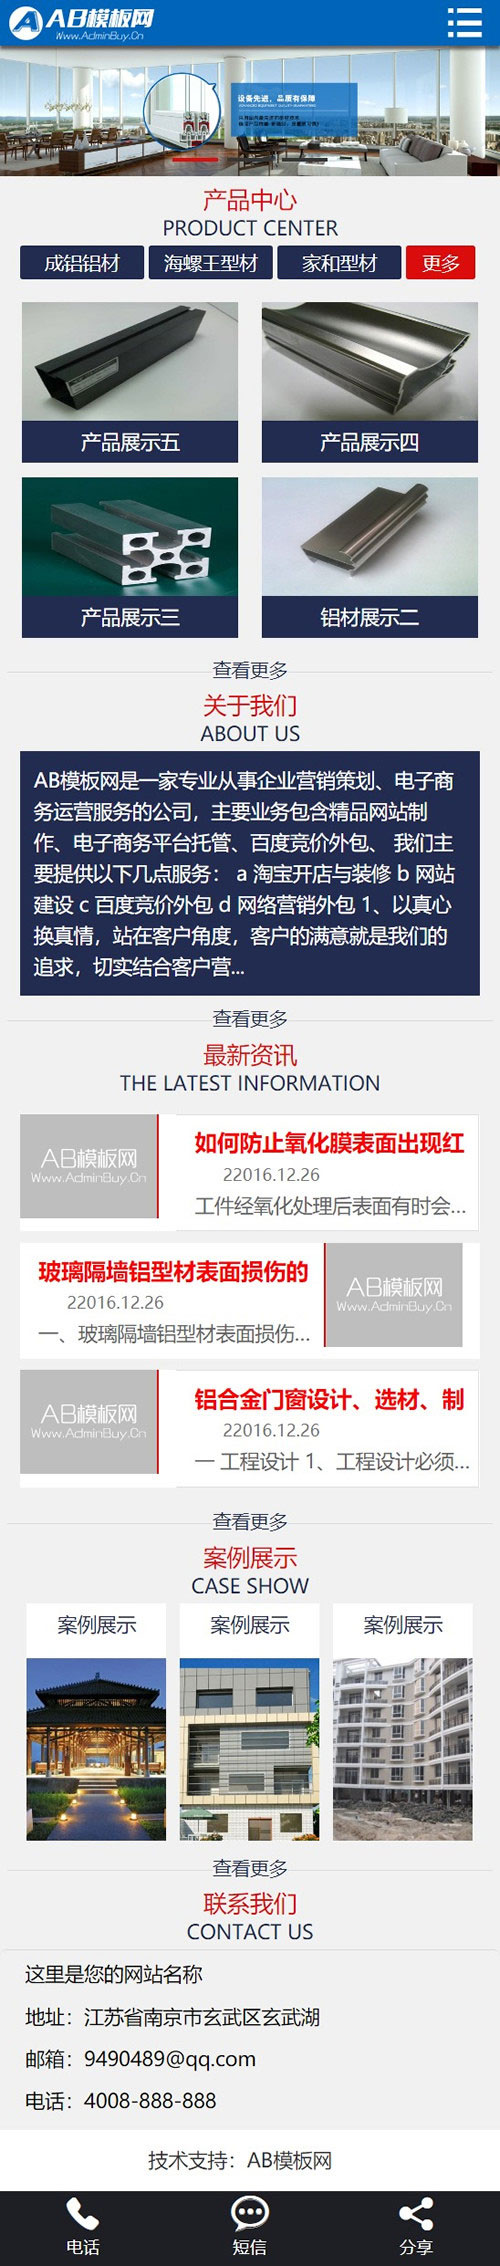 AB模板网
Www.AdminBuy.Cn
设备先进，品质有保障
产品中心
PRODUCT CENTER
成铝铝材 海螺王型材 家和型材 更多
产品展示五 产品展示四
产品展示三 铝材展示二
查看更多
关于我们
ABOUT US
AB模板网是一家专业从事企业营销策划、电子商
务运营服务的公司，主要业务包含精品网站制
作、电子商务平台托管、百度竞价外包、 我们主
要提供以下几点服务： a 淘宝开店与装修 b 网站
建设 c 百度竞价外包 d 网络营销外包 1、以真心
换真情，站在客户角度，客户的满意就是我们的
追求，切实结合客户营...
查看更多
最新资讯
THE LATEST INFORMATION
AB模板网
Www.AdminBuy.Cn
如何防止氧化膜表面出现红
22016.12.26
工件经氧化处理后表面有时会...
玻璃隔墙铝型材表面损伤的
22016.12.26
一、玻璃隔墙铝型材表面损伤...
AB模板网
Www.AdminBuy.Cn
AB模板网
Www.AdminBuy.Cn
铝合金门窗设计、选材、制
22016.12.26
一 工程设计 1、工程设计必须...
查看更多
案例展示
CASE SHOW
案例展示 案例展示 案例展示
查看更多
联系我们
CONTACT US
这里是您的网站名称
地址：江苏省南京市玄武区玄武湖
邮箱：9490489@qq.com
电话：4008-888-888
技术支持：AB模板网
电话 短信 分享